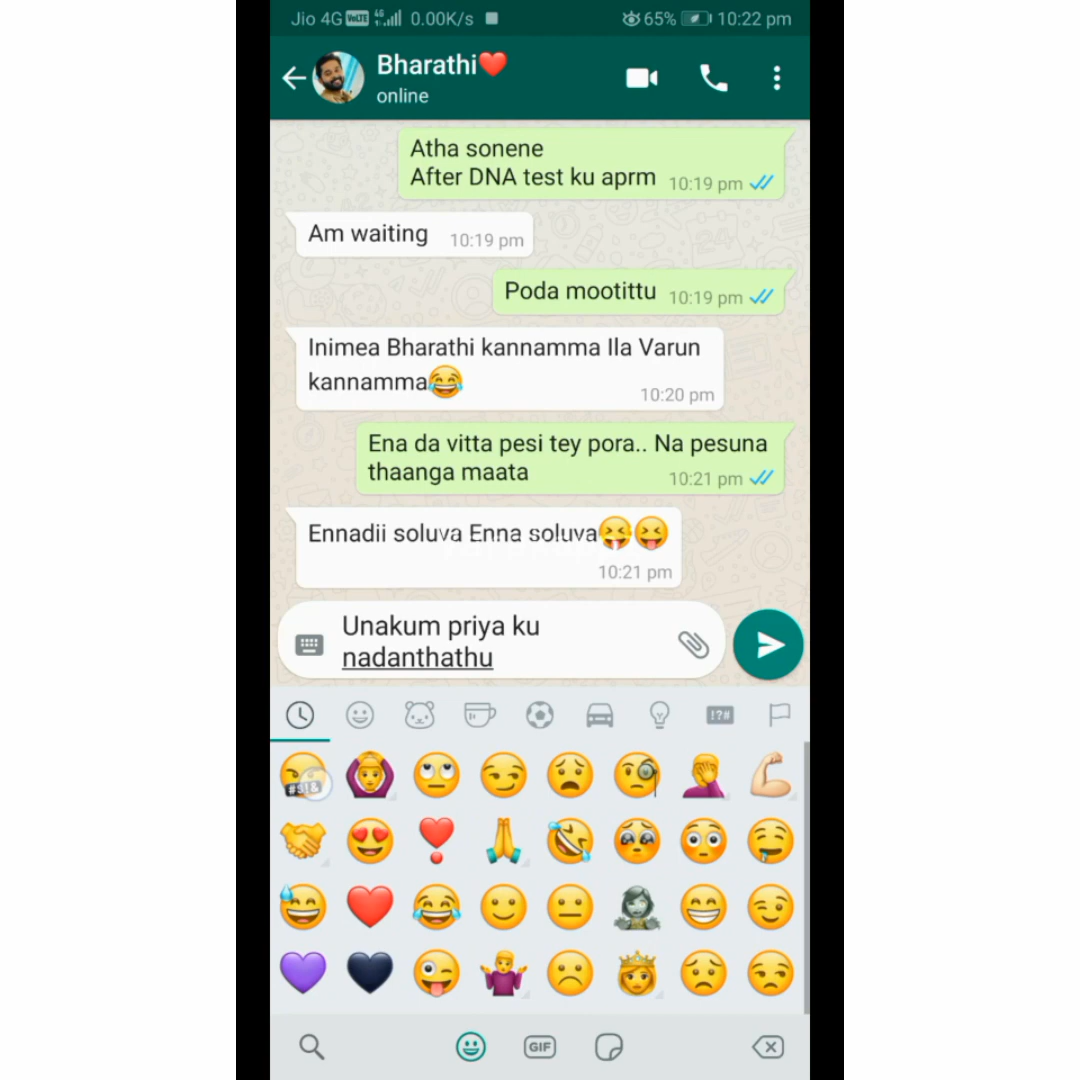 Jio 4G VoLTE 4G 0.00K/s 65% 10:22 pm
Bharathi❤️
online
Atha sonene
After DNA test ku aprm 10:19 pm
Am waiting 10:19 pm
Poda mootittu 10:19 pm
Inimea Bharathi kannamma Ila Varun
kannamma😂
10:20 pm
Ena da vitta pesi tey pora.. Na pesuna
thaanga maata 10:21 pm
Ennadii soluva Enna soluva😝😝
10:21 pm
Unakum priya ku
nadanthathu
!?#
#$!&
GIF